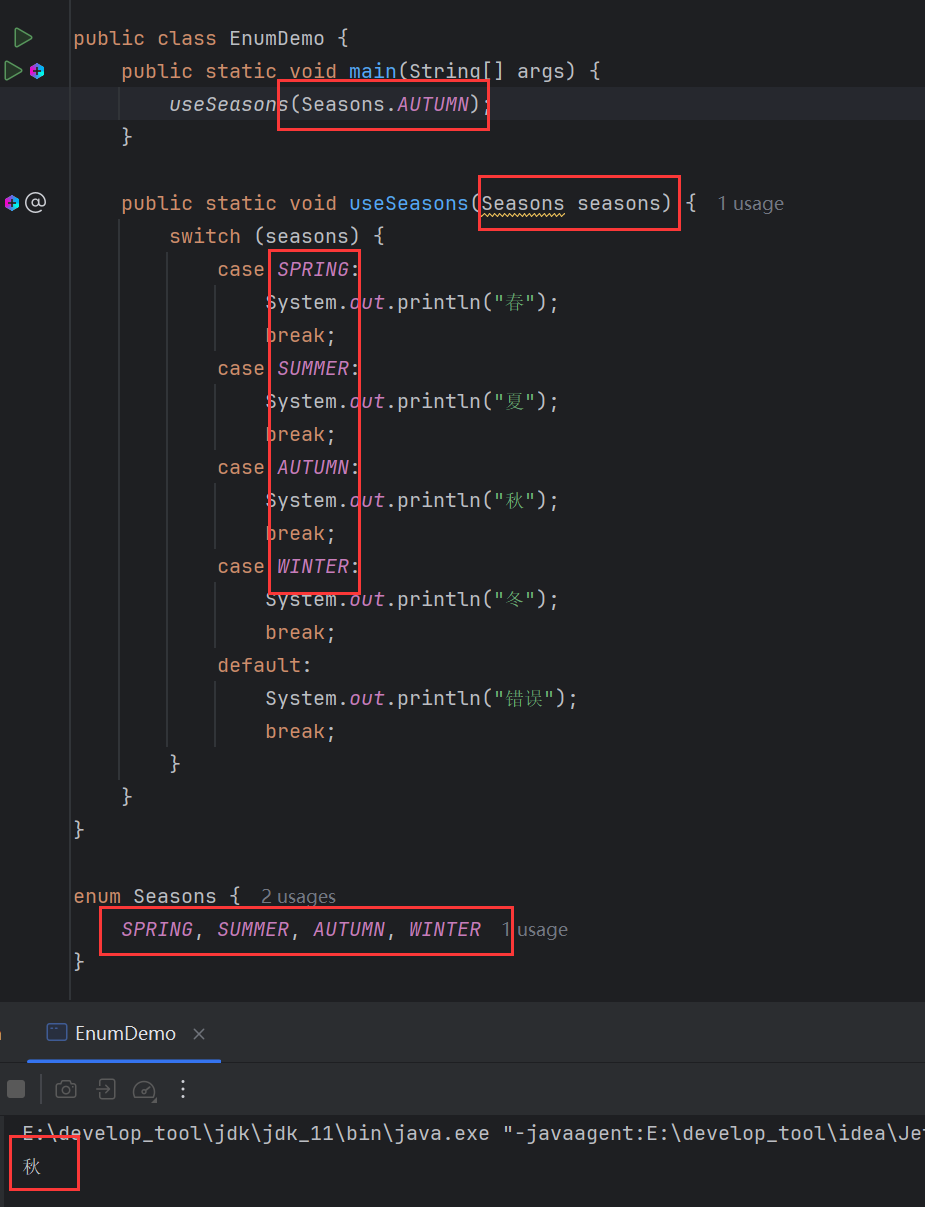 public class EnumDemo {
public static void main(String[] args) {
useSeasons(Seasons.AUTUMN);
}
@ public static void useSeasons(Seasons seasons) { 1 usage
switch (seasons) {
case SPRING:
System.out.println("春");
break;
case SUMMER:
System.out.println("夏");
break;
case AUTUMN:
System.out.println("秋");
break;
case WINTER:
System.out.println("冬");
break;
default:
System.out.println("错误");
break;
}
}
}
enum Seasons { 2 usages
SPRING, SUMMER, AUTUMN, WINTER 1 usage
}
EnumDemo ×
E:\develop_tool\jdk\jdk_11\bin\java.exe "-javaagent:E:\develop_tool\idea\Je
秋